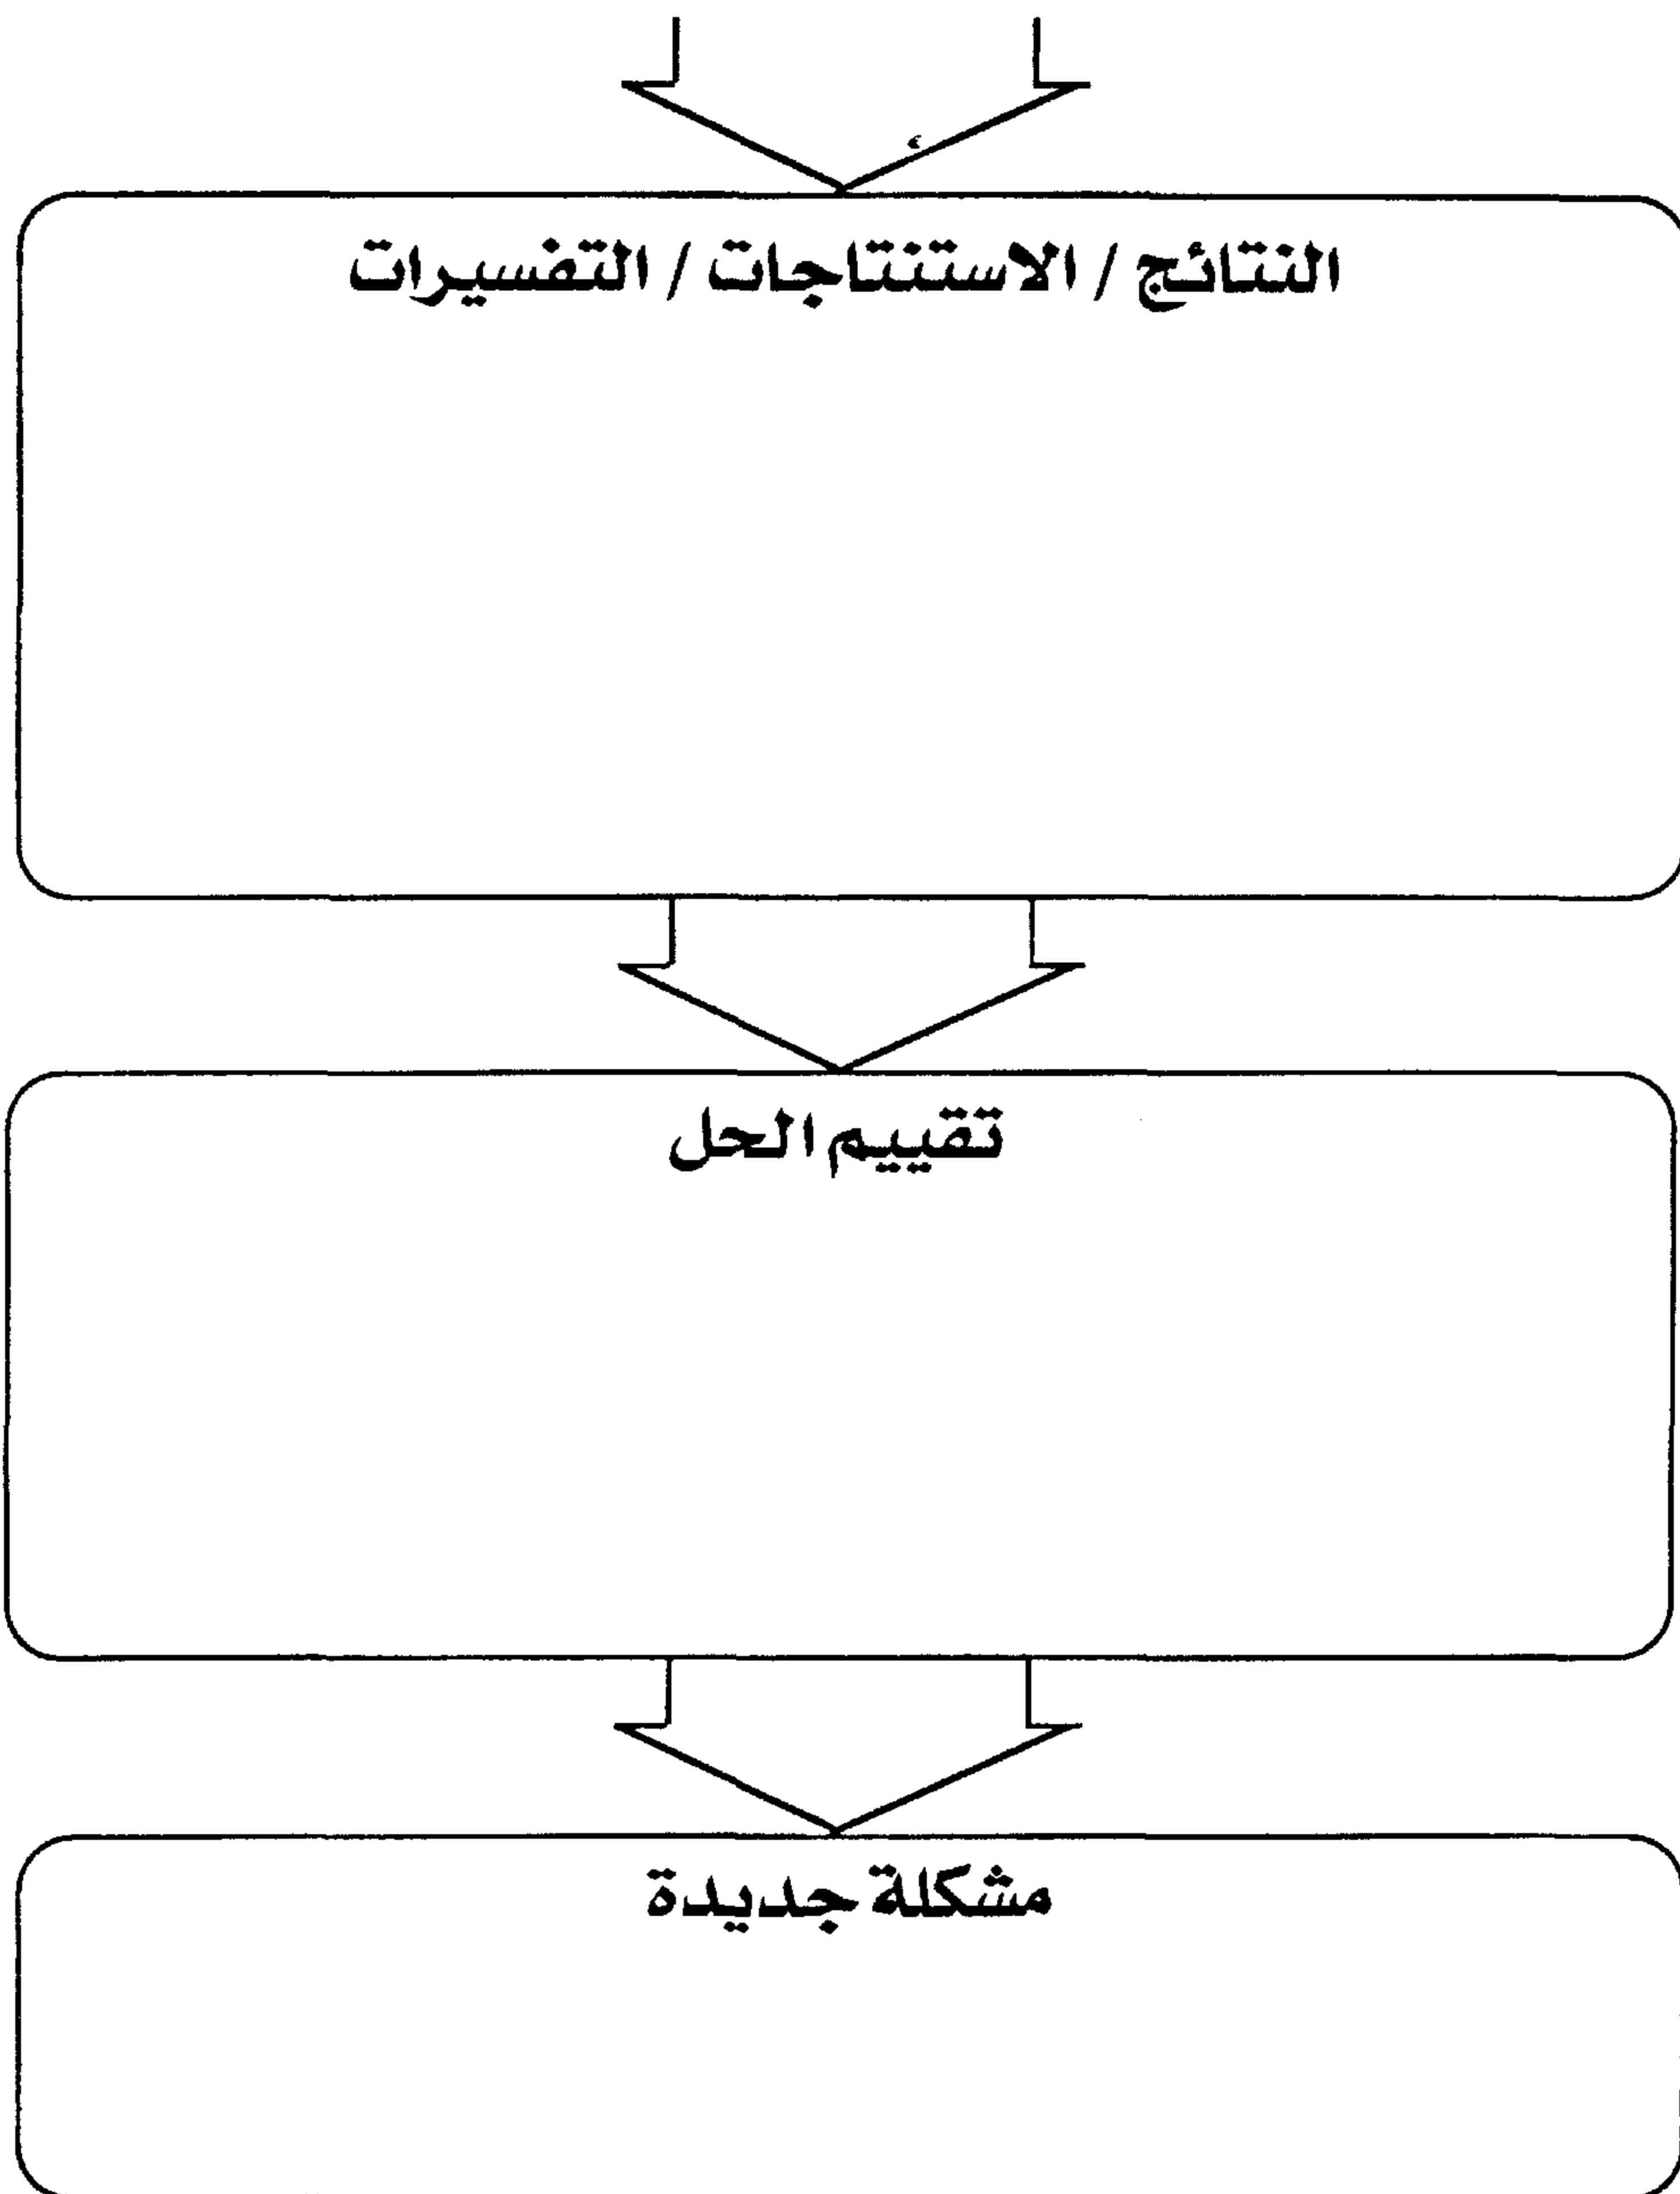 النتائج / الاستنتاجات / التفسيرات
تقييم الحل
مشكلة جديدة